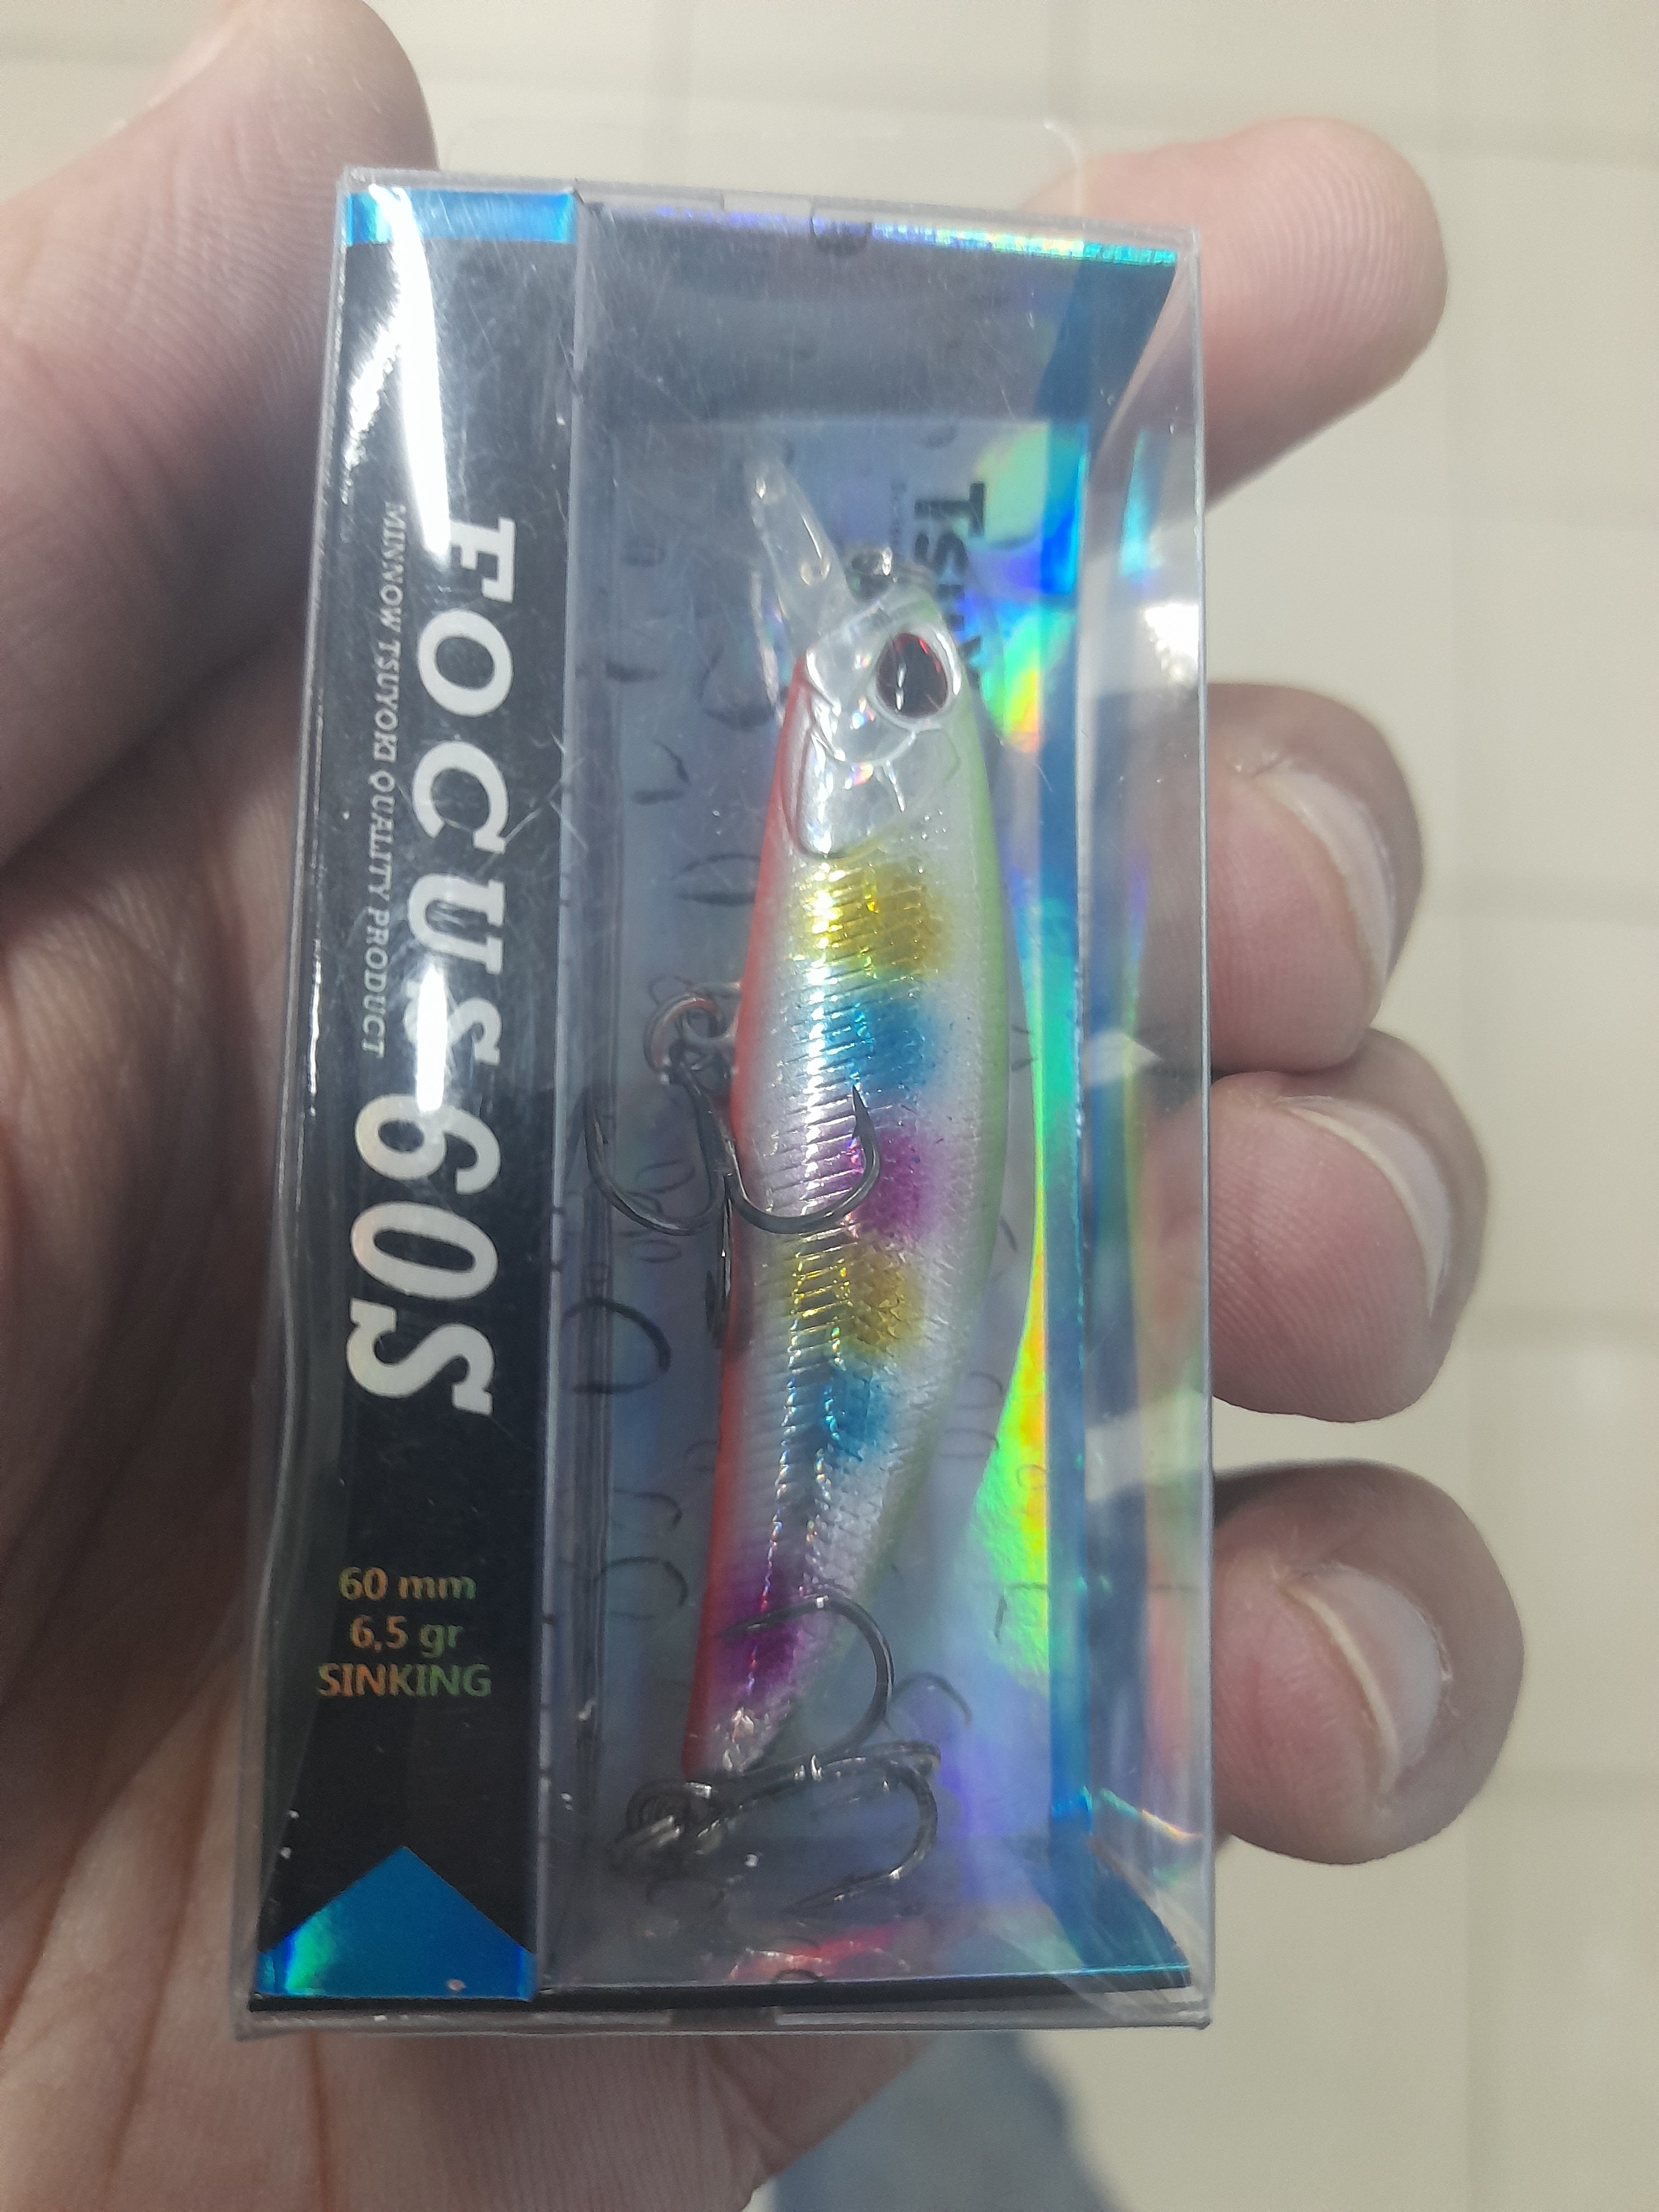 FOCUS 60S
MINNOW TSUYOKI QUALITY PRODUCT
60 mm
6,5 gr
SINKING